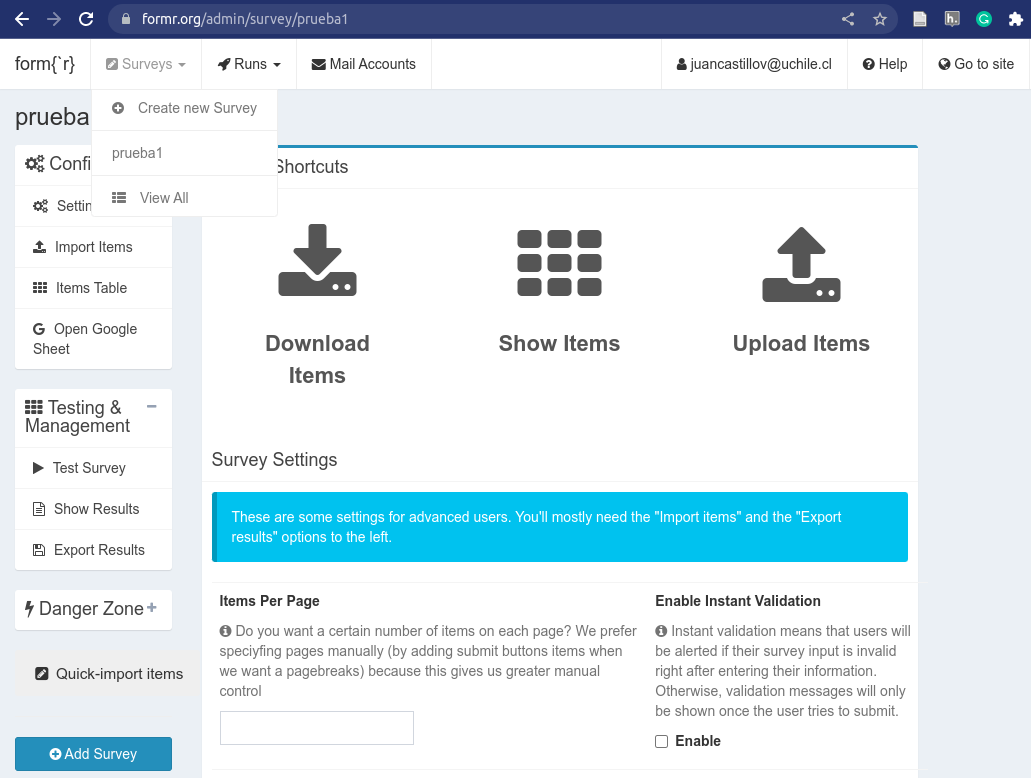 formr.org/admin/survey/prueba1
h.
form{`r}
Surveys
Runs
Mail Accounts
juancastillov@uchile.cl
Help
Go to site
prueba
Create new Survey
prueba1
View All
Confi
Settin
Import Items
Items Table
Open Google
Sheet
Testing &
Management
Test Survey
Show Results
Export Results
Danger Zone
Quick-import items
Add Survey
Shortcuts
Download
Items
Show Items
Upload Items
Survey Settings
These are some settings for advanced users. You'll mostly need the "Import items" and the "Export
results" options to the left.
Items Per Page
Do you want a certain number of items on each page? We prefer
speciyfing pages manually (by adding submit buttons items when
we want a pagebreaks) because this gives us greater manual
control
Enable Instant Validation
Instant validation means that users will
be alerted if their survey input is invalid
right after entering their information.
Otherwise, validation messages will only
be shown once the user tries to submit.
Enable